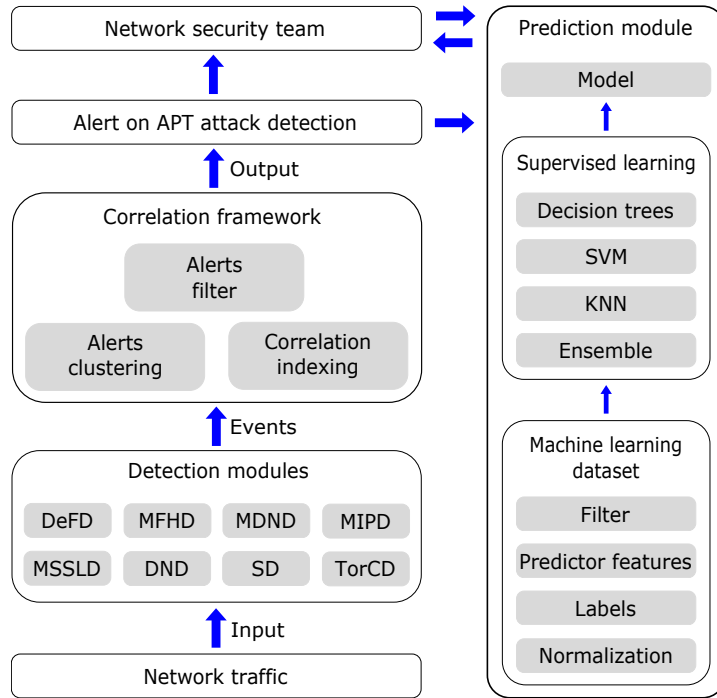 Network security team
Alert on APT attack detection
Output
Correlation framework
Alerts
filter
Alerts
clustering
Correlation
indexing
Events
Detection modules
DeFD
MFHD
MDND
MIPD
MSSLD
DND
SD
TorCD
Input
Network traffic
Prediction module
Model
Supervised learning
Decision trees
SVM
KNN
Ensemble
Machine learning
dataset
Filter
Predictor features
Labels
Normalization